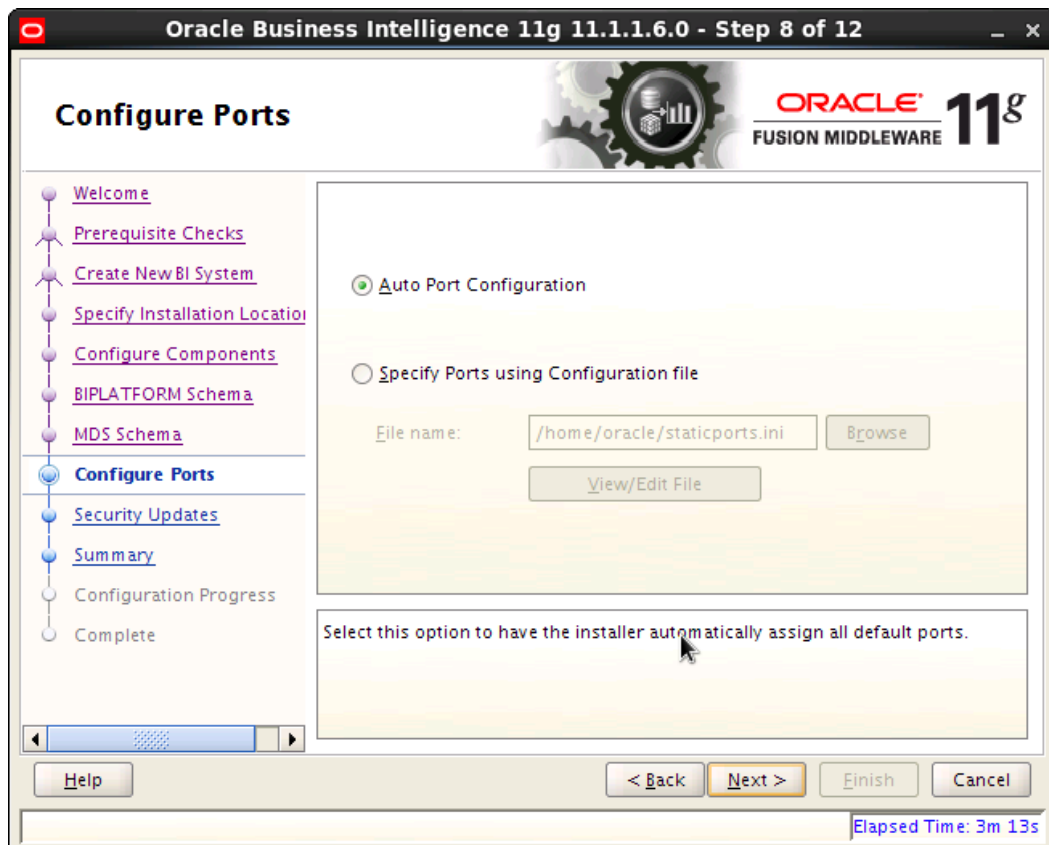 Oracle Business Intelligence 11g 11.1.1.6.0 - Step 8 of 12
Configure Ports
ORACLE
FUSION MIDDLEWARE
11g
Welcome
Prerequisite Checks
Create New BI System
Specify Installation Location
Configure Components
BIPLATFORM Schema
MDS Schema
Configure Ports
Security Updates
Summary
Configuration Progress
Complete
Auto Port Configuration
Specify Ports using Configuration file
File name:
/home/oracle/staticports.ini
Browse
View/Edit File
Select this option to have the installer automatically assign all default ports.
Help
< Back
Next >
Finish
Cancel
Elapsed Time: 3m 13s